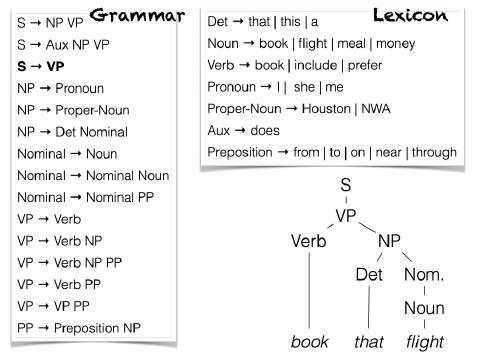 Grammar
S → NP VP
S → Aux NP VP
S → VP
NP → Pronoun
NP → Proper-Noun
NP → Det Nominal
Nominal → Noun
Nominal → Nominal Noun
Nominal → Nominal PP
VP → Verb
VP → Verb NP
VP → Verb NP PP
VP → Verb PP
VP → VP PP
PP → Preposition NP
Lexicon
Det → that | this | a
Noun → book | flight | meal | money
Verb → book | include | prefer
Pronoun → I | she | me
Proper-Noun → Houston | NWA
Aux → does
Preposition → from | to | on | near | through
S
VP
Verb NP
Det Nom.
Noun
book that flight